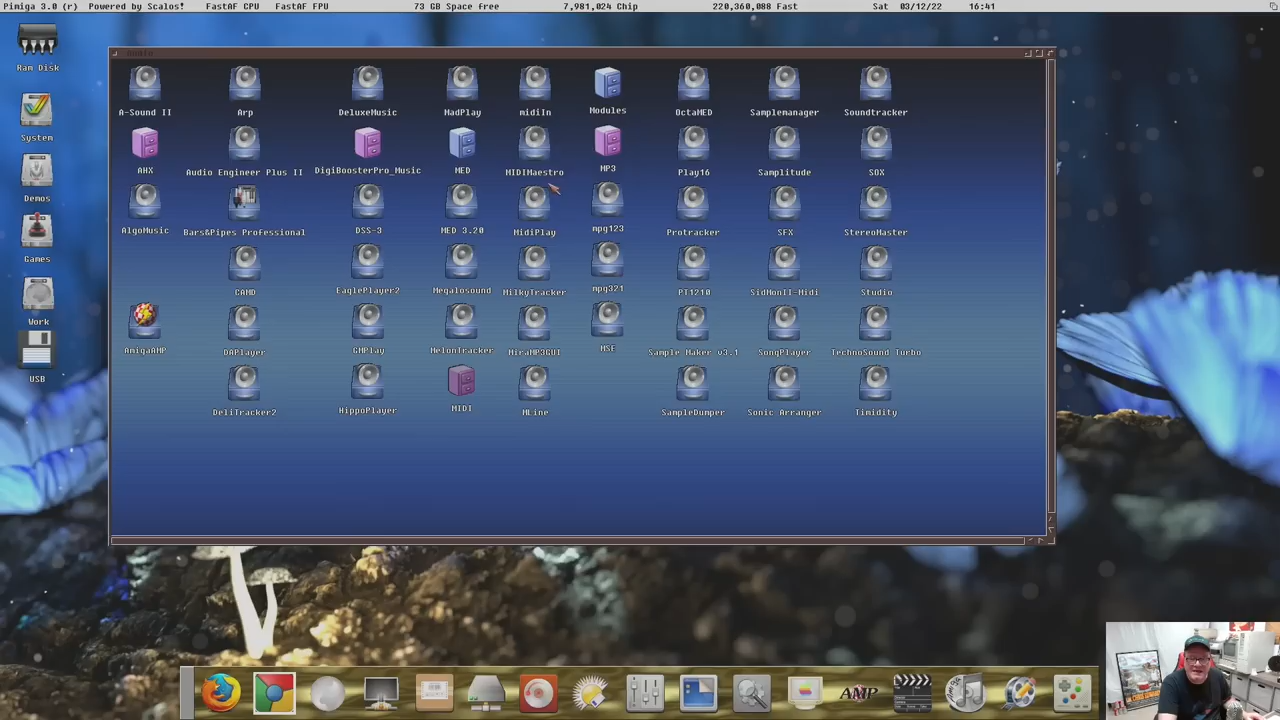 Pimiga 3.0 (r) Powered by Scalos! FastAF CPU FastAF FPU 73 GB Space free 7,981,024 Chip 220,360,088 Fast Sat 03/12/22 16:41
Audio
Ram Disk
System
Demos
Games
Work
USB
A-Sound II Arp DeluxeMusic MadPlay midiIn Modules OctaMED Samplemanager Soundtracker
AHX Audio Engineer Plus II DigiBoosterPro_Music MED MIDIMaestro MP3 Play16 Samplitude SOX
AlgoMusic Bars&Pipes Professional DSS-3 MED 3.20 MidiPlay mpg123 Protracker SFX StereoMaster
CAMD EaglePlayer2 Megalosound MilkyTracker mpg321 PT1210 SidMonII-Midi Studio
AmigaAMP DAPlayer GMPlay MelonTracker MiraMP3GUI MSE Sample Maker v3.1 SongPlayer TechnoSound Turbo
DeliTracker2 HippoPlayer MIDI MLine SampleDumper Sonic Arranger Timidity
AMP